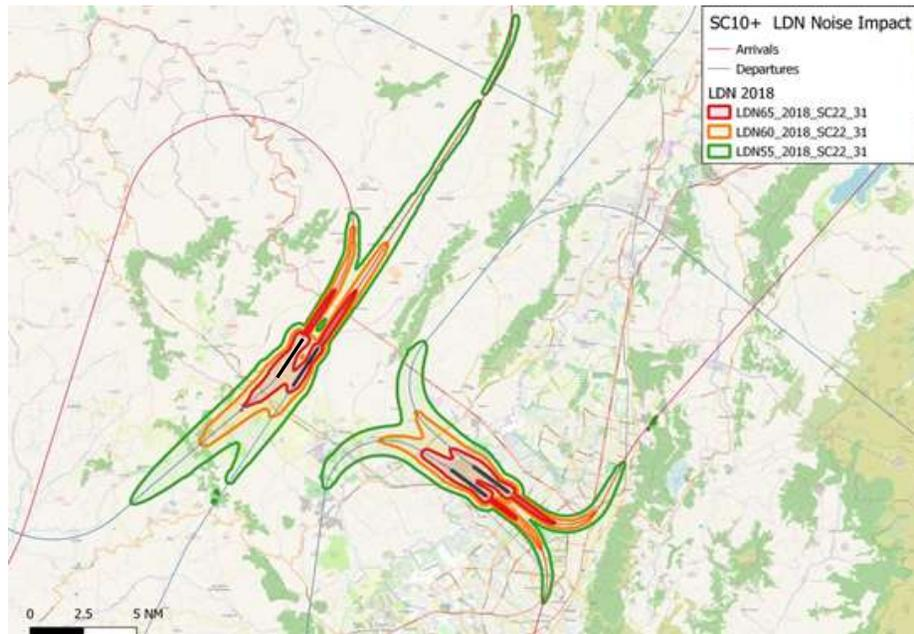 SC10+ LDN Noise Impact
Arrivals
Departures
LDN 2018
LDN65_2018_SC22_31
LDN60_2018_SC22_31
LDN55_2018_SC22_31
0 2.5 5 NM